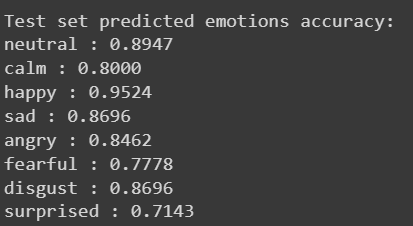 Test set predicted emotions accuracy:
neutral : 0.8947
calm : 0.8000
happy : 0.9524
sad : 0.8696
angry : 0.8462
fearful : 0.7778
disgust : 0.8696
surprised : 0.7143